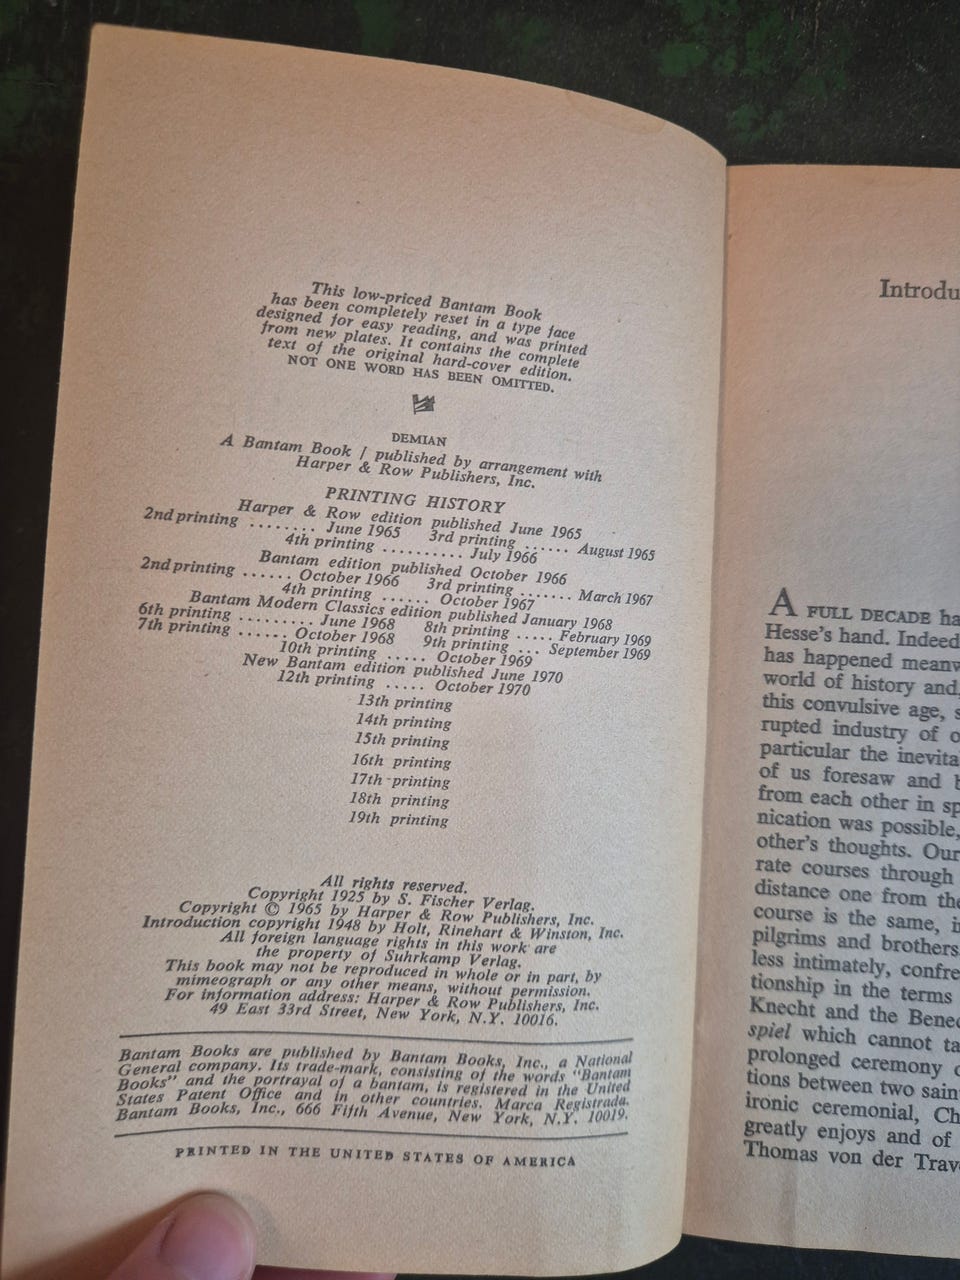 This low-priced Bantam Book
has been completely reset in a type face
designed for easy reading, and was printed
from new plates. It contains the complete
text of the original hard-cover edition.
NOT ONE WORD HAS BEEN OMITTED.
DEMIAN
A Bantam Book / published by arrangement with
Harper & Row Publishers, Inc.
PRINTING HISTORY
Harper & Row edition published June 1965
2nd printing ........ June 1965 3rd printing ...... August 1965
4th printing .......... July 1966
Bantam edition published October 1966
2nd printing ...... October 1966 3rd printing ....... March 1967
4th printing ...... October 1967
Bantam Modern Classics edition published January 1968
6th printing ......... June 1968 8th printing ..... February 1969
7th printing ...... October 1968 9th printing ... September 1969
10th printing ..... October 1969
New Bantam edition published June 1970
12th printing ..... October 1970
13th printing
14th printing
15th printing
16th printing
17th printing
18th printing
19th printing
All rights reserved.
Copyright 1925 by S. Fischer Verlag.
Copyright © 1965 by Harper & Row Publishers, Inc.
Introduction copyright 1948 by Holt, Rinehart & Winston, Inc.
All foreign language rights in this work are
the property of Suhrkamp Verlag.
This book may not be reproduced in whole or in part, by
mimeograph or any other means, without permission.
For information address: Harper & Row Publishers, Inc.
49 East 33rd Street, New York, N.Y. 10016.
Bantam Books are published by Bantam Books, Inc., a National
General company. Its trade-mark, consisting of the words "Bantam
Books" and the portrayal of a bantam, is registered in the United
States Patent Office and in other countries. Marca Registrada.
Bantam Books, Inc., 666 Fifth Avenue, New York, N.Y. 10019.
PRINTED IN THE UNITED STATES OF AMERICA
Introdu
A FULL DECADE ha
Hesse's hand. Indeed
has happened meanw
world of history and,
this convulsive age, s
rupted industry of o
particular the inevita
of us foresaw and b
from each other in sp
nication was possible,
other's thoughts. Our
rate courses through
distance one from the
course is the same, i
pilgrims and brothers
less intimately, confre
tionship in the terms
Knecht and the Bene
spiel which cannot ta
prolonged ceremony o
tions between two sain
ironic ceremonial, Ch
greatly enjoys and of
Thomas von der Trav